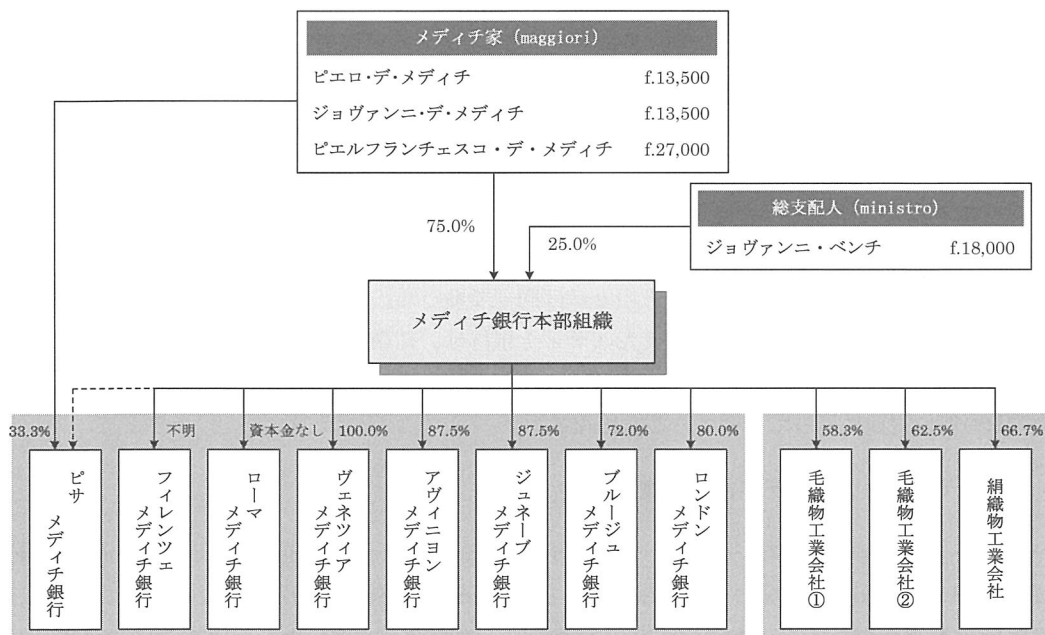 メディチ家 (maggiori)
ピエロ・デ・メディチ f.13,500
ジョヴァンニ・デ・メディチ f.13,500
ピエルフランチェスコ・デ・メディチ f.27,000
総支配人 (ministro)
ジョヴァンニ・ベンチ f.18,000
75.0%
25.0%
メディチ銀行本部組織
33.3% 不明 資本金なし 100.0% 87.5% 87.5% 72.0% 80.0% 58.3% 62.5% 66.7%
ピサ
メディチ銀行
フィレンツェ
メディチ銀行
ローマ
メディチ銀行
ヴェネツィア
メディチ銀行
アヴィニヨン
メディチ銀行
ジュネーブ
メディチ銀行
ブルージュ
メディチ銀行
ロンドン
メディチ銀行
毛織物工業会社①
毛織物工業会社②
絹織物工業会社